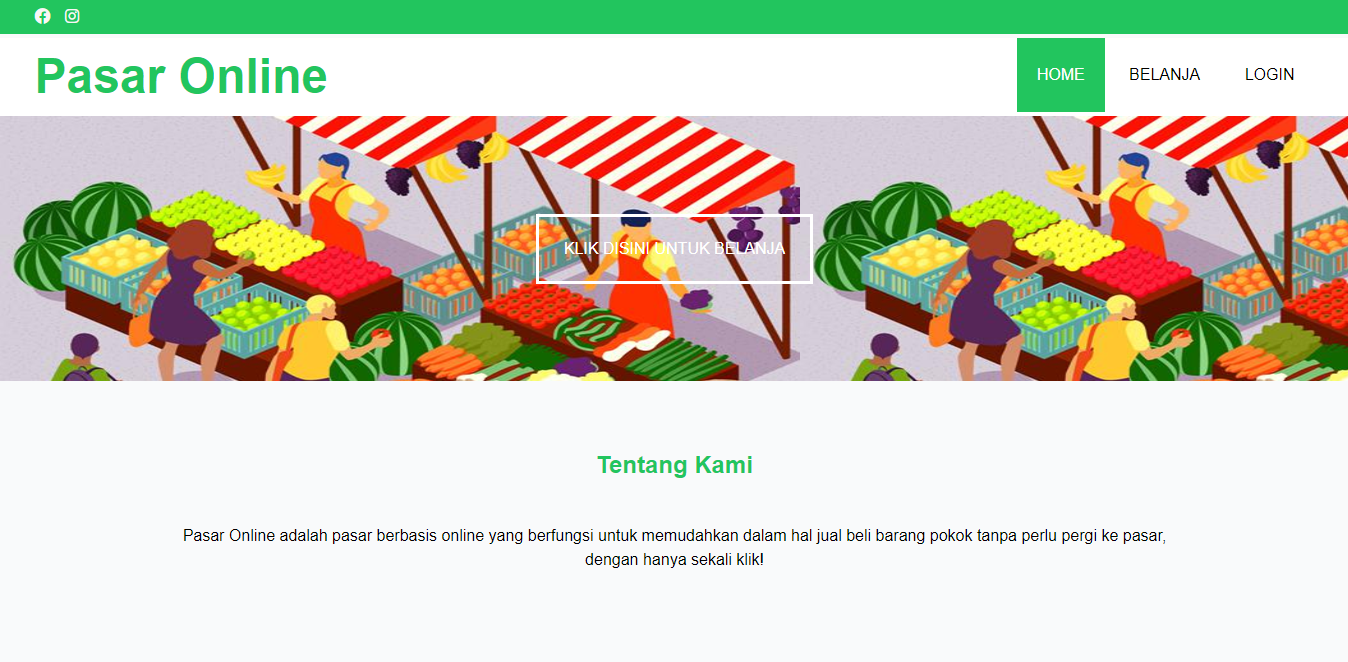 Pasar Online
HOME
BELANJA
LOGIN
KLIK DISINI UNTUK BELANJA
Tentang Kami
Pasar Online adalah pasar berbasis online yang berfungsi untuk memudahkan dalam hal jual beli barang pokok tanpa perlu pergi ke pasar,
dengan hanya sekali klik!